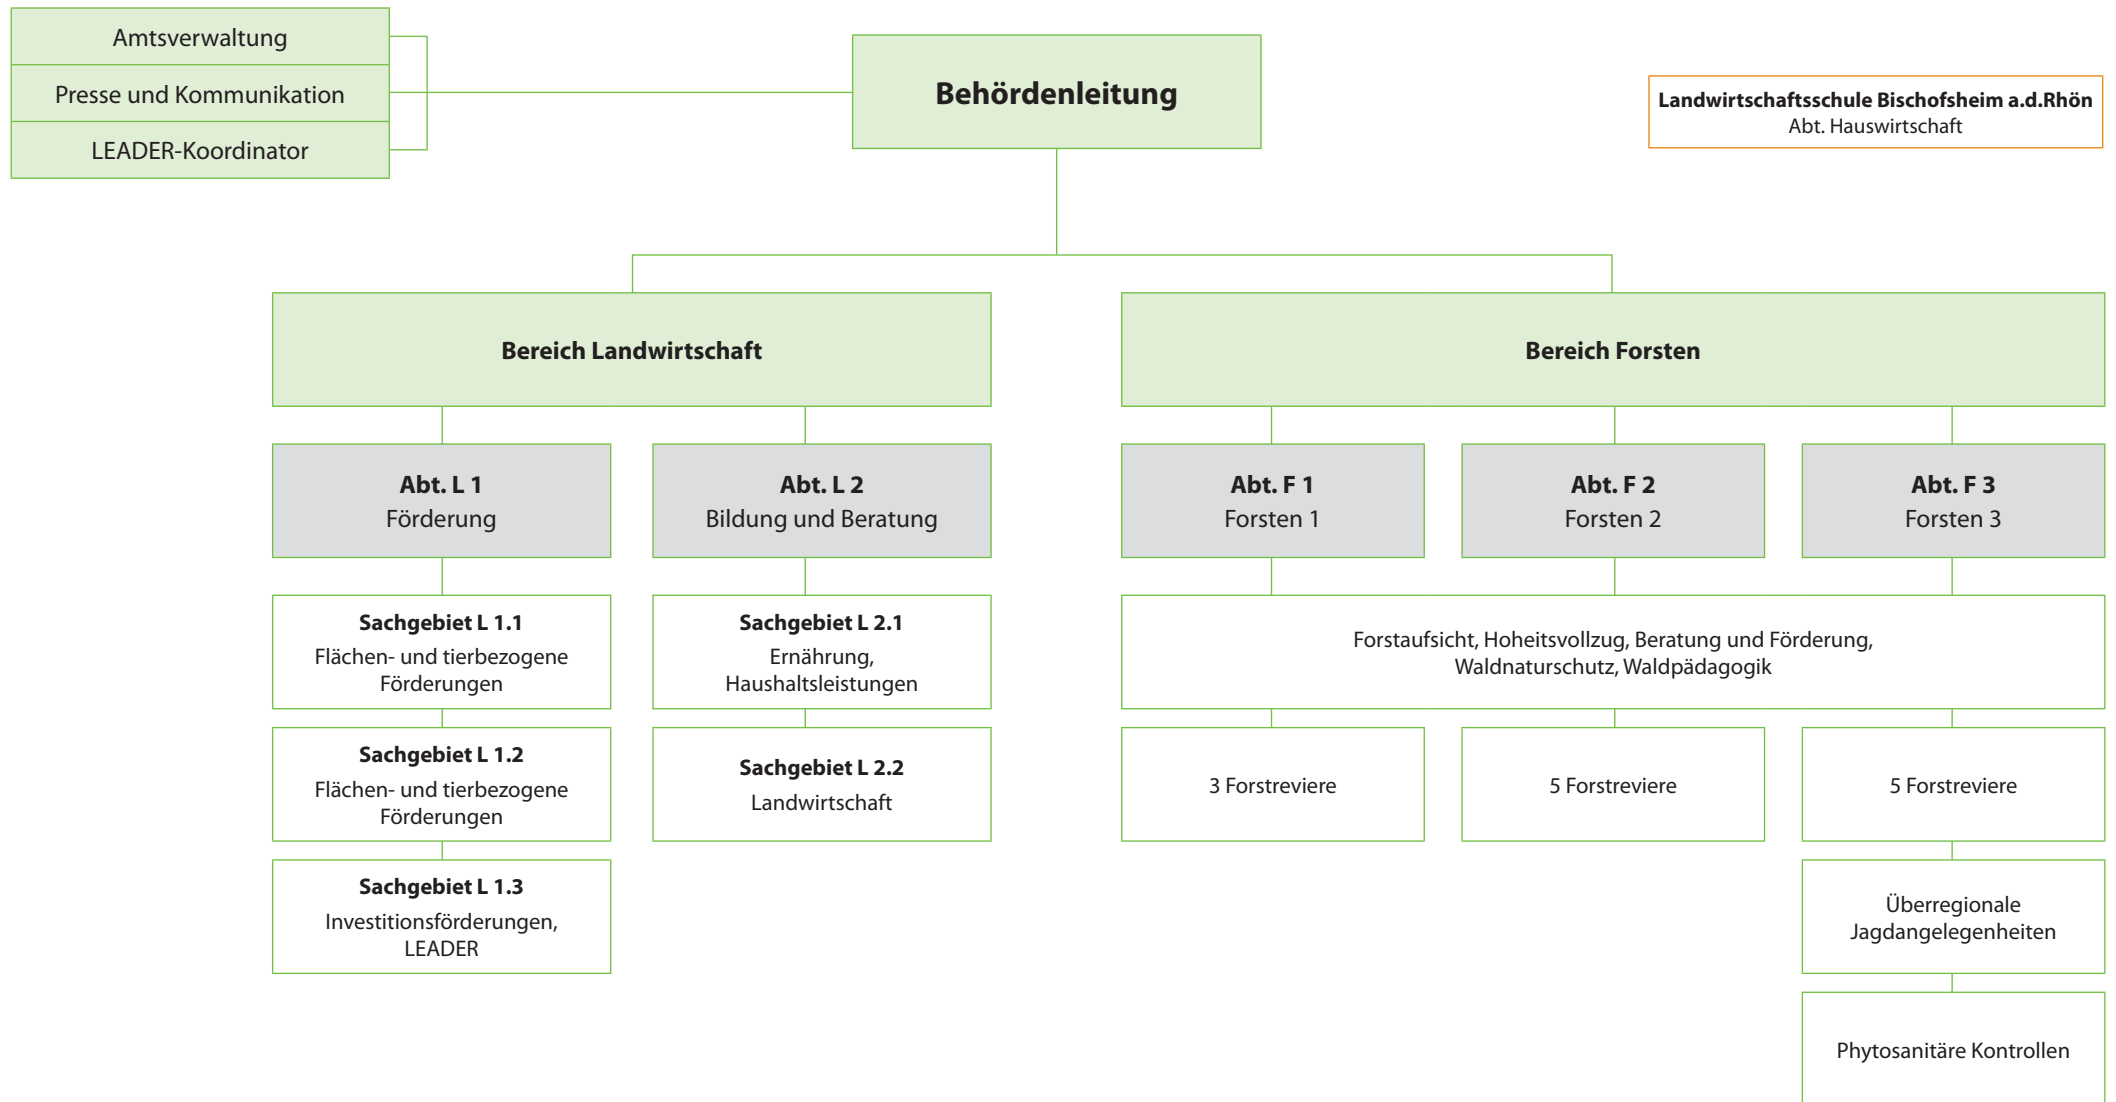 Amtsverwaltung
Presse und Kommunikation
LEADER-Koordinator
Behördenleitung
Landwirtschaftsschule Bischofsheim a.d.Rhön
Abt. Hauswirtschaft
Bereich Landwirtschaft
Bereich Forsten
Abt. L 1
Förderung
Abt. L 2
Bildung und Beratung
Abt. F 1
Forsten 1
Abt. F 2
Forsten 2
Abt. F 3
Forsten 3
Sachgebiet L 1.1
Flächen- und tierbezogene
Förderungen
Sachgebiet L 2.1
Ernährung,
Haushaltsleistungen
Forstaufsicht, Hoheitsvollzug, Beratung und Förderung,
Waldnaturschutz, Waldpädagogik
Sachgebiet L 1.2
Flächen- und tierbezogene
Förderungen
Sachgebiet L 2.2
Landwirtschaft
3 Forstreviere
5 Forstreviere
5 Forstreviere
Sachgebiet L 1.3
Investitionsförderungen,
LEADER
Überregionale
Jagdangelegenheiten
Phytosanitäre Kontrollen